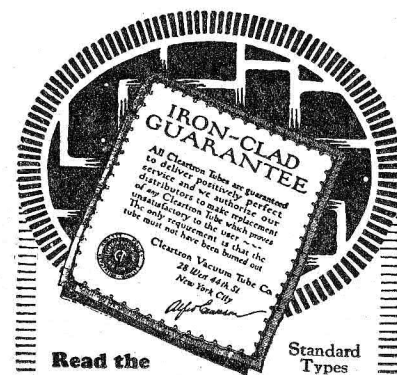 IRON-CLAD
GUARANTEE
All Cleartron Tubes are guaranteed
to deliver positively perfect
service and we authorize our
distributors to make replacement
of any Cleartron Tube which proves
unsatisfactory to the user ~ ~
The only requirement is that the
tube must not have been burned out
Cleartron Vacuum Tube Co
28 West 44th St
New York City
Read the
Standard
Types